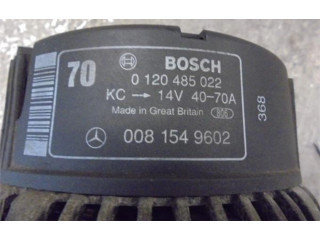 70
BOSCH
0 120 485 022
KC → 14V 40-70A
Made in Great Britain
008 154 9602
368